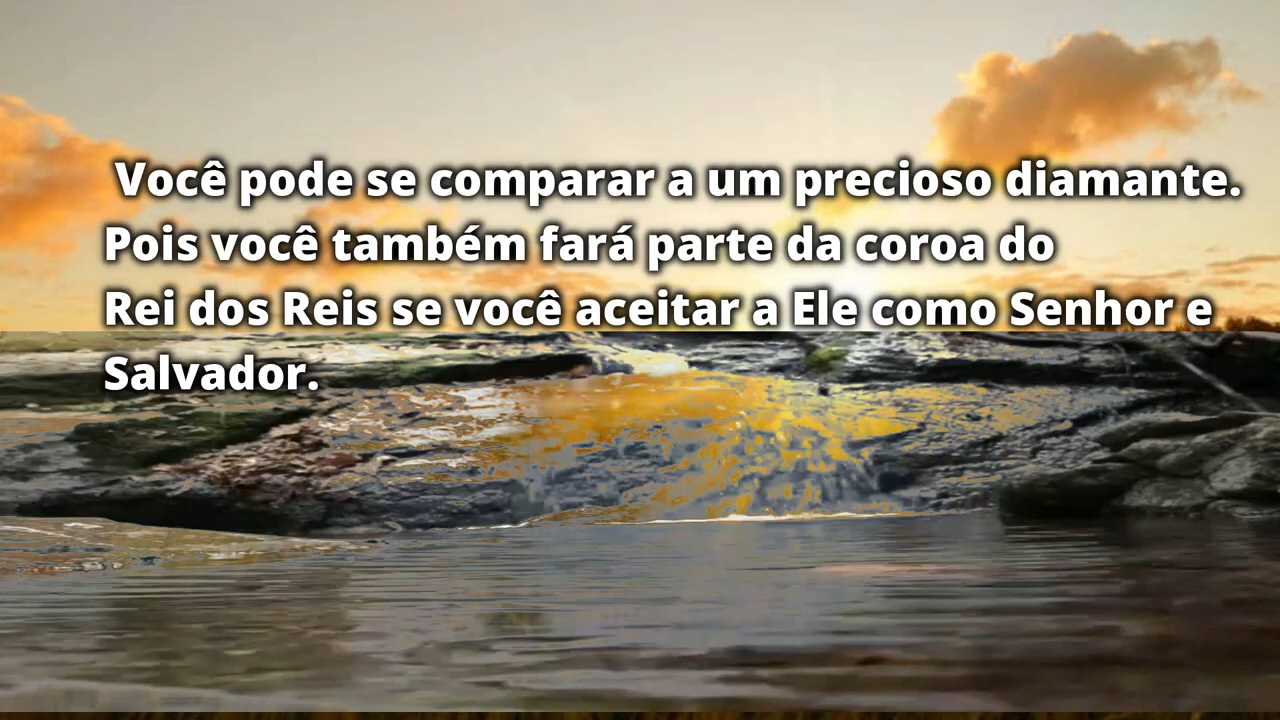 Você pode se comparar a um precioso diamante.
Pois você também fará parte da coroa do
Rei dos Reis se você aceitar a Ele como Senhor e
Salvador.